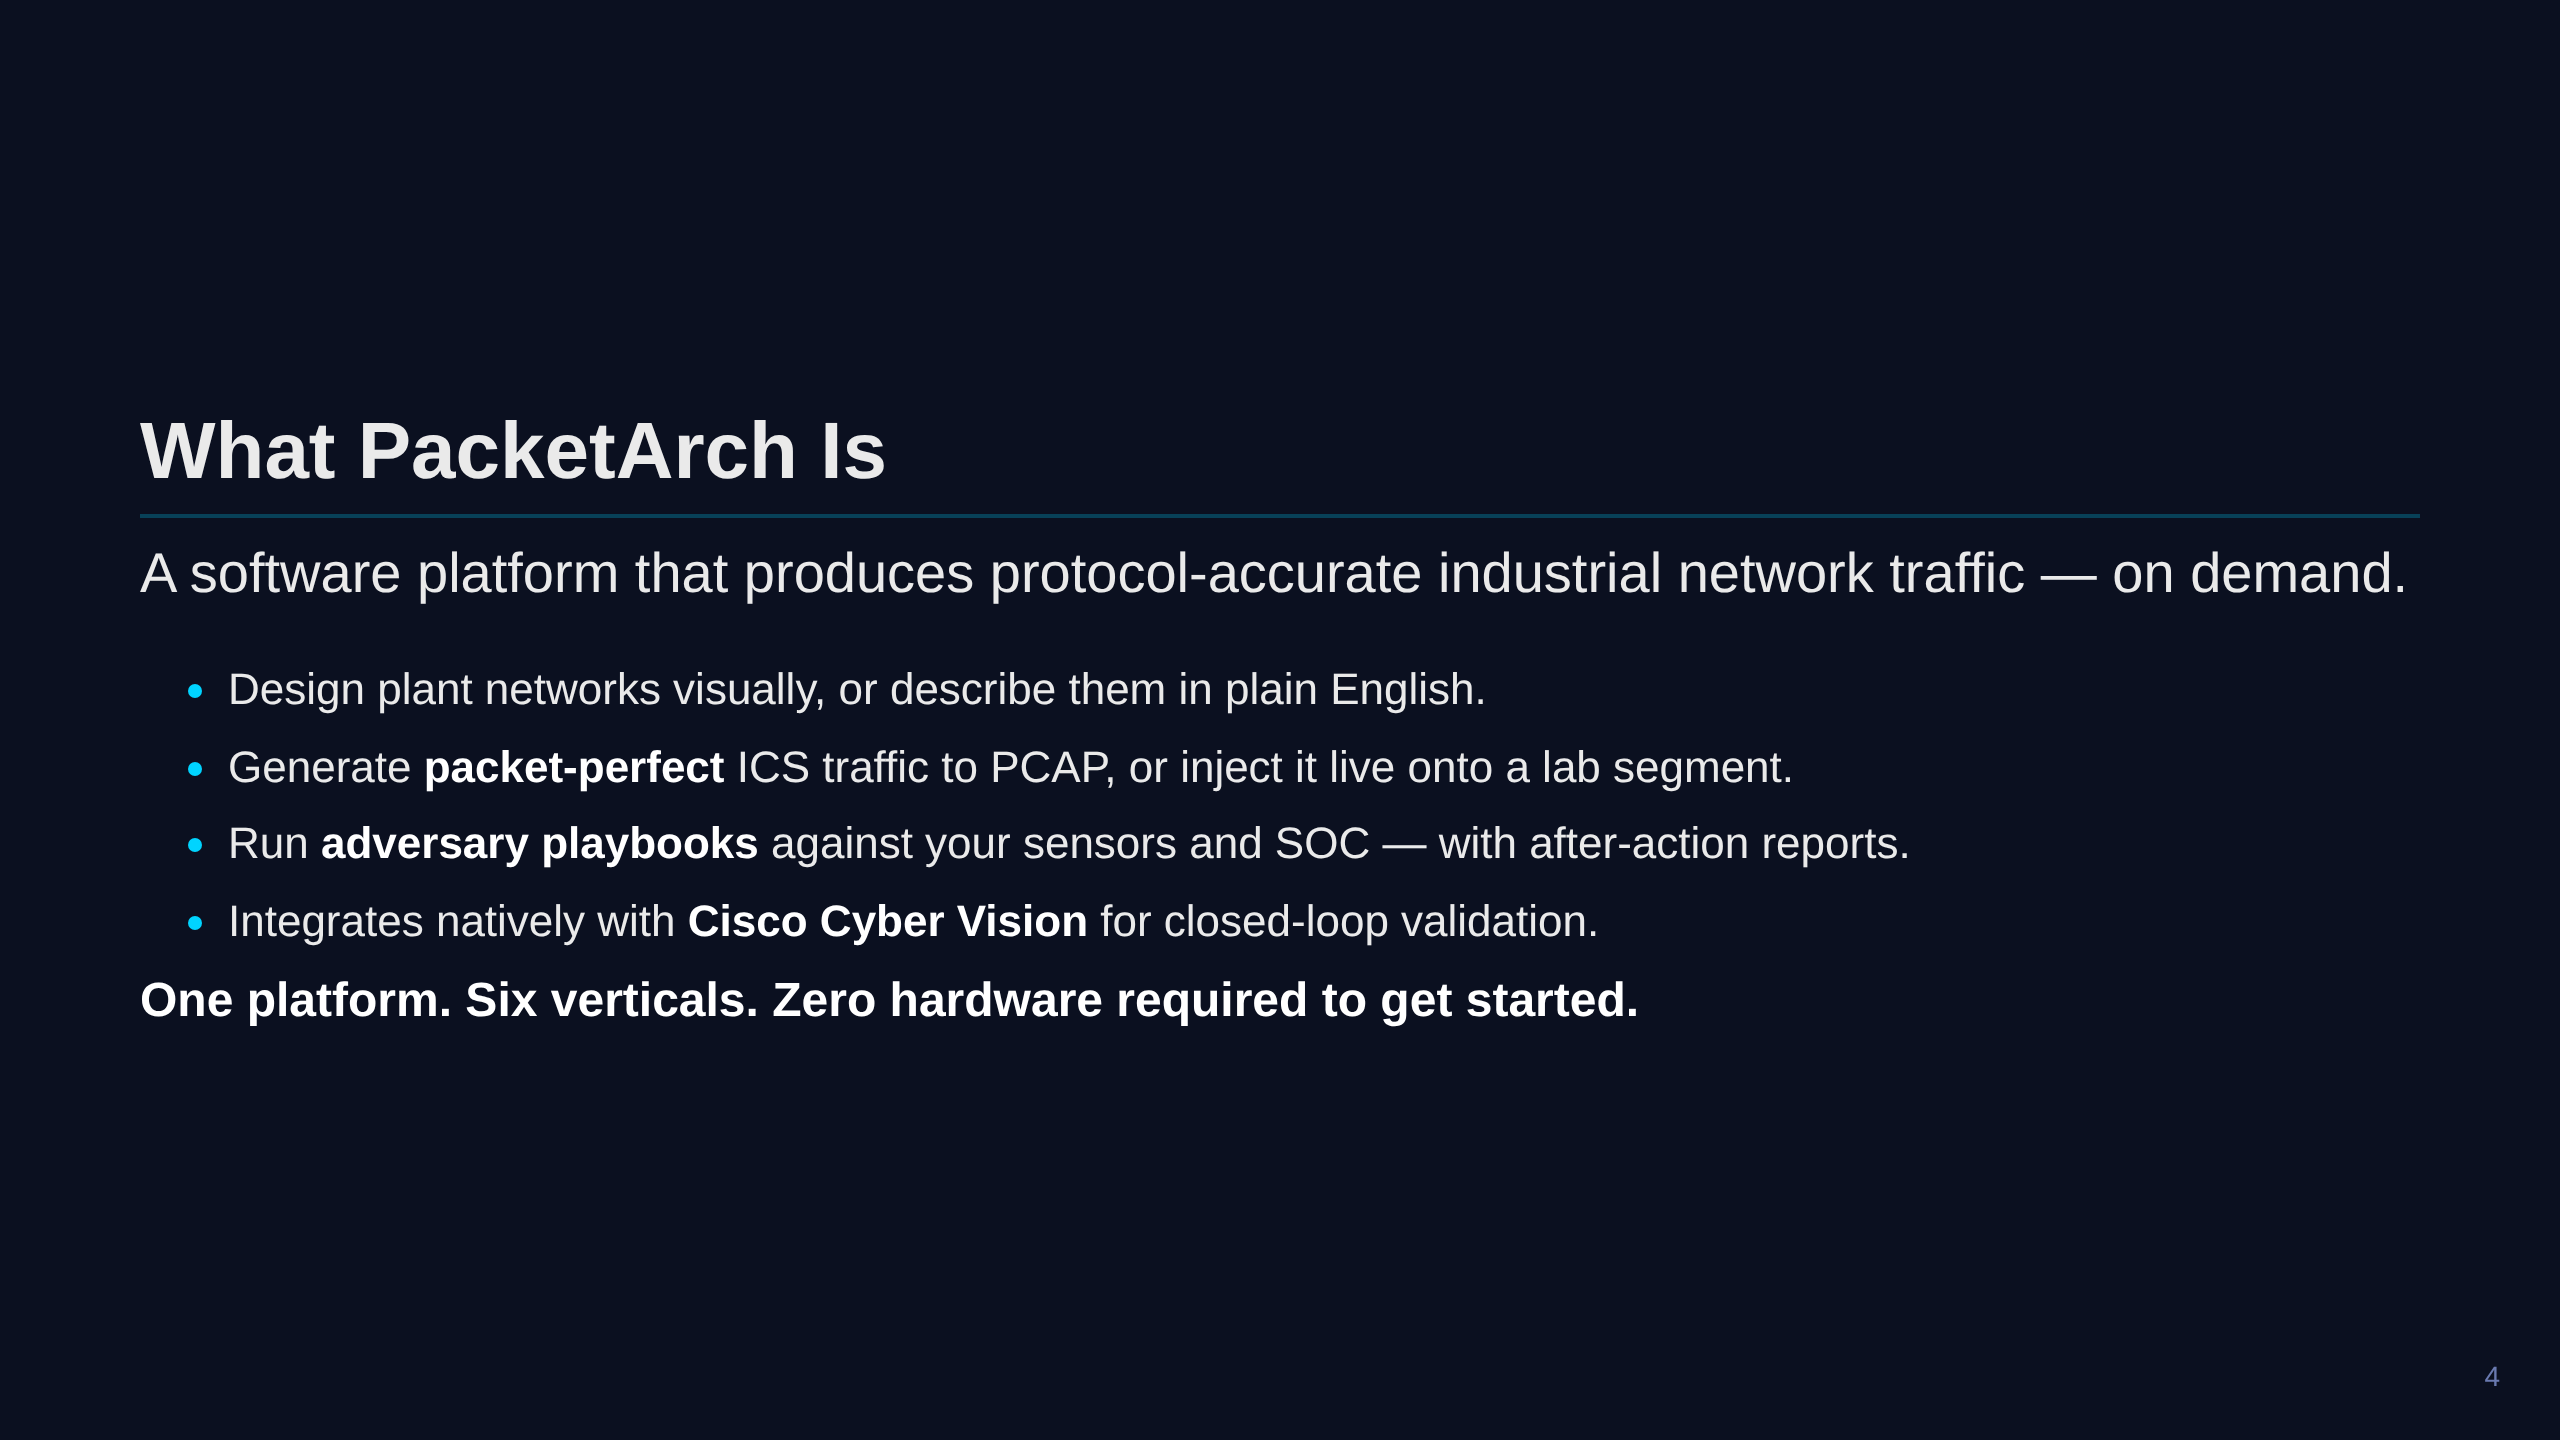 What PacketArch Is
A software platform that produces protocol-accurate industrial network traffic — on demand.
• Design plant networks visually, or describe them in plain English.
• Generate packet-perfect ICS traffic to PCAP, or inject it live onto a lab segment.
• Run adversary playbooks against your sensors and SOC — with after-action reports.
• Integrates natively with Cisco Cyber Vision for closed-loop validation.
One platform. Six verticals. Zero hardware required to get started.
4